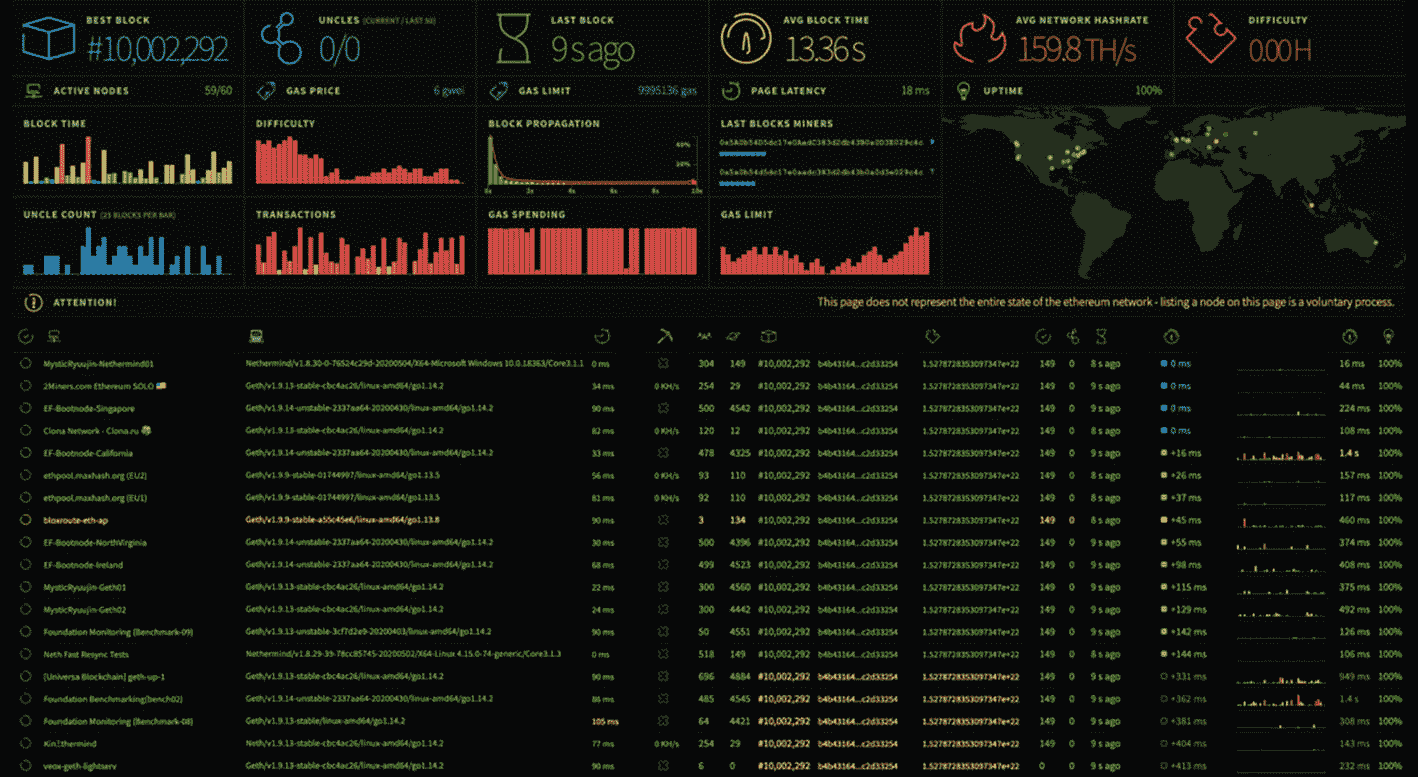 BEST BLOCK
#10,002,292
UNCLES (CURRENT / LAST 50)
0/0
LAST BLOCK
9 s ago
AVG BLOCK TIME
13.36 s
AVG NETWORK HASHRATE
159.8 TH/s
DIFFICULTY
0.00 H
ACTIVE NODES 59/60
GAS PRICE 6 gwei
GAS LIMIT 9995136 gas
PAGE LATENCY 18 ms
UPTIME 100%
BLOCK TIME
DIFFICULTY
BLOCK PROPAGATION
40%
20%
0s 2s 4s 6s 8s 10s
LAST BLOCKS MINERS
UNCLE COUNT (25 BLOCKS PER BAR)
TRANSACTIONS
GAS SPENDING
GAS LIMIT
ATTENTION!
This page does not represent the entire state of the ethereum network - listing a node on this page is a voluntary process.
MysticRyuujin-Nethermind01 Nethermind/v1.8.30-0-76524c29d-20200504/X64-Microsoft Windows 10.0.18363/Core3.1.1 0 ms 304 149 #10,002,292 b4b43164...c2d33254 1.5278728353097347e+22 149 0 8 s ago 0 ms 16 ms 100%
2Miners.com Ethereum SOLO Geth/v1.9.13-stable-cbc4ac26/linux-amd64/go1.14.2 34 ms 0 KH/s 254 29 #10,002,292 b4b43164...c2d33254 1.5278728353097347e+22 149 0 9 s ago 0 ms 44 ms 100%
EF-Bootnode-Singapore Geth/v1.9.14-unstable-2337aa64-20200430/linux-amd64/go1.14.2 90 ms 500 4542 #10,002,292 b4b43164...c2d33254 1.5278728353097347e+22 149 0 9 s ago 0 ms 224 ms 100%
Clona Network - Clona.ru Geth/v1.9.13-stable-cbc4ac26/linux-amd64/go1.14.2 82 ms 0 KH/s 120 12 #10,002,292 b4b43164...c2d33254 1.5278728353097347e+22 149 0 9 s ago 0 ms 108 ms 100%
EF-Bootnode-California Geth/v1.9.14-unstable-2337aa64-20200430/linux-amd64/go1.14.2 33 ms 478 4325 #10,002,292 b4b43164...c2d33254 1.5278728353097347e+22 149 0 9 s ago +16 ms 1.4 s 100%
ethpool.maxhash.org (EU2) Geth/v1.9.9-stable-01744997/linux-amd64/go1.13.5 56 ms 0 KH/s 93 110 #10,002,292 b4b43164...c2d33254 1.5278728353097347e+22 149 0 8 s ago +26 ms 157 ms 100%
ethpool.maxhash.org (EU1) Geth/v1.9.9-stable-01744997/linux-amd64/go1.13.5 81 ms 0 KH/s 92 110 #10,002,292 b4b43164...c2d33254 1.5278728353097347e+22 149 0 8 s ago +37 ms 117 ms 100%
bloxroute-eth-ap Geth/v1.9.9-stable-a55c45e6/linux-amd64/go1.13.8 90 ms 3 134 #10,002,292 b4b43164...c2d33254 1.5278728353097347e+22 149 0 8 s ago +45 ms 460 ms 100%
EF-Bootnode-NorthVirginia Geth/v1.9.14-unstable-2337aa64-20200430/linux-amd64/go1.14.2 30 ms 500 4396 #10,002,292 b4b43164...c2d33254 1.5278728353097347e+22 149 0 9 s ago +55 ms 374 ms 100%
EF-Bootnode-Ireland Geth/v1.9.14-unstable-2337aa64-20200430/linux-amd64/go1.14.2 68 ms 499 4523 #10,002,292 b4b43164...c2d33254 1.5278728353097347e+22 149 0 9 s ago +98 ms 408 ms 100%
MysticRyuujin-Geth01 Geth/v1.9.13-stable-cbc4ac26/linux-amd64/go1.14.2 22 ms 300 4560 #10,002,292 b4b43164...c2d33254 1.5278728353097347e+22 149 0 9 s ago +115 ms 375 ms 100%
MysticRyuujin-Geth02 Geth/v1.9.13-stable-cbc4ac26/linux-amd64/go1.14.2 24 ms 300 4442 #10,002,292 b4b43164...c2d33254 1.5278728353097347e+22 149 0 9 s ago +129 ms 492 ms 100%
Foundation Monitoring (Benchmark-09) Geth/v1.9.13-unstable-3cf7d2e9-20200403/linux-amd64/go1.14.2 90 ms 50 4551 #10,002,292 b4b43164...c2d33254 1.5278728353097347e+22 149 0 8 s ago +142 ms 126 ms 100%
Neth Fast Resync Tests Nethermind/v1.8.29-39-78cc85745-20200502/X64-Linux 4.15.0-74-generic/Core3.1.3 0 ms 518 149 #10,002,292 b4b43164...c2d33254 1.5278728353097347e+22 149 0 8 s ago +144 ms 106 ms 100%
[Universa Blockchain] geth-up-1 Geth/v1.9.13-stable-cbc4ac26/linux-amd64/go1.14.2 90 ms 696 4884 #10,002,292 b4b43164...c2d33254 1.5278728353097347e+22 149 0 9 s ago +331 ms 949 ms 100%
Foundation Benchmarking(bench02) Geth/v1.9.14-unstable-2337aa64-20200430/linux-amd64/go1.14.2 86 ms 485 4545 #10,002,292 b4b43164...c2d33254 1.5278728353097347e+22 149 0 9 s ago +362 ms 1.4 s 100%
Foundation Monitoring (Benchmark-08) Geth/v1.9.13-stable/linux-amd64/go1.14.2 105 ms 64 4421 #10,002,292 b4b43164...c2d33254 1.5278728353097347e+22 149 0 9 s ago +381 ms 308 ms 100%
Neth/v1.9.13-stable-cbc4ac26/linux-amd64/go1.14.2 77 ms 0 KH/s 254 29 #10,002,292 b4b43164...c2d33254 1.5278728353097347e+22 149 0 9 s ago +404 ms 143 ms 100%
veox-geth-lightserv Geth/v1.9.13-stable-cbc4ac26/linux-amd64/go1.14.2 90 ms 6 0 #10,002,292 b4b43164...c2d33254 1.5278728353097347e+22 0 0 9 s ago +413 ms 232 ms 100%